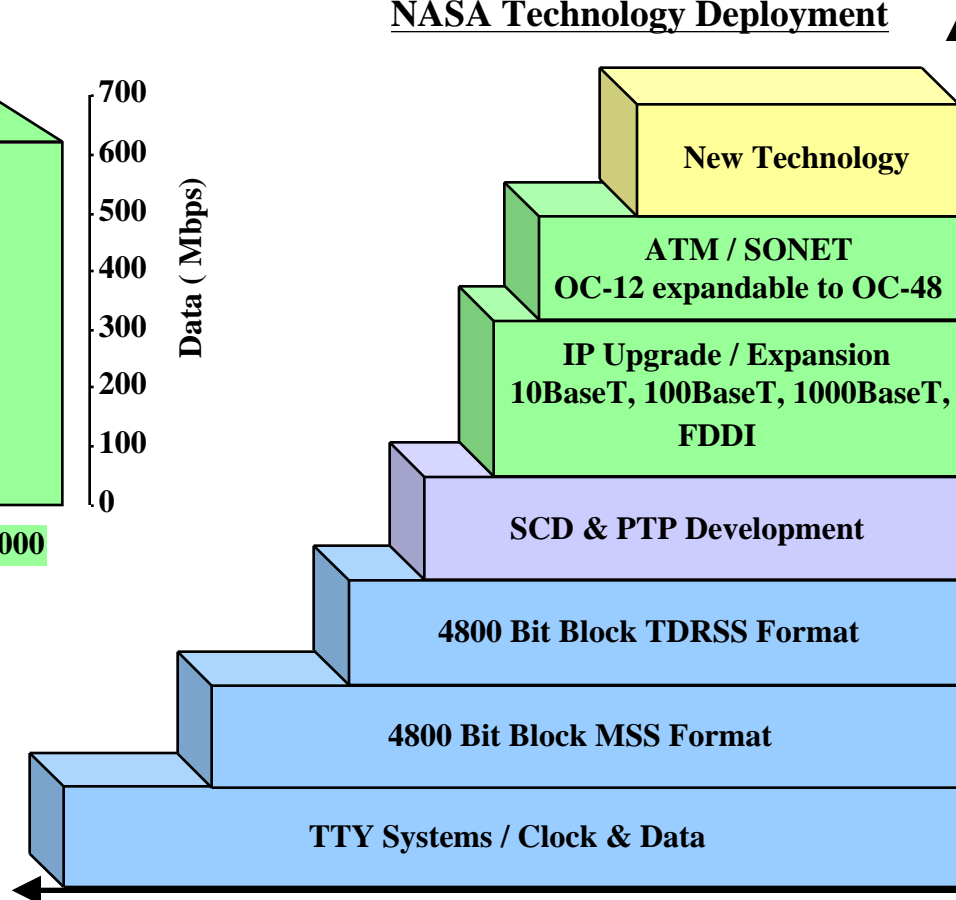 NASA Technology Deployment
700
600
500
400
300
200
100
0
Data ( Mbps)
000
New Technology
ATM / SONET
OC-12 expandable to OC-48
IP Upgrade / Expansion
10BaseT, 100BaseT, 1000BaseT,
FDDI
SCD & PTP Development
4800 Bit Block TDRSS Format
4800 Bit Block MSS Format
TTY Systems / Clock & Data